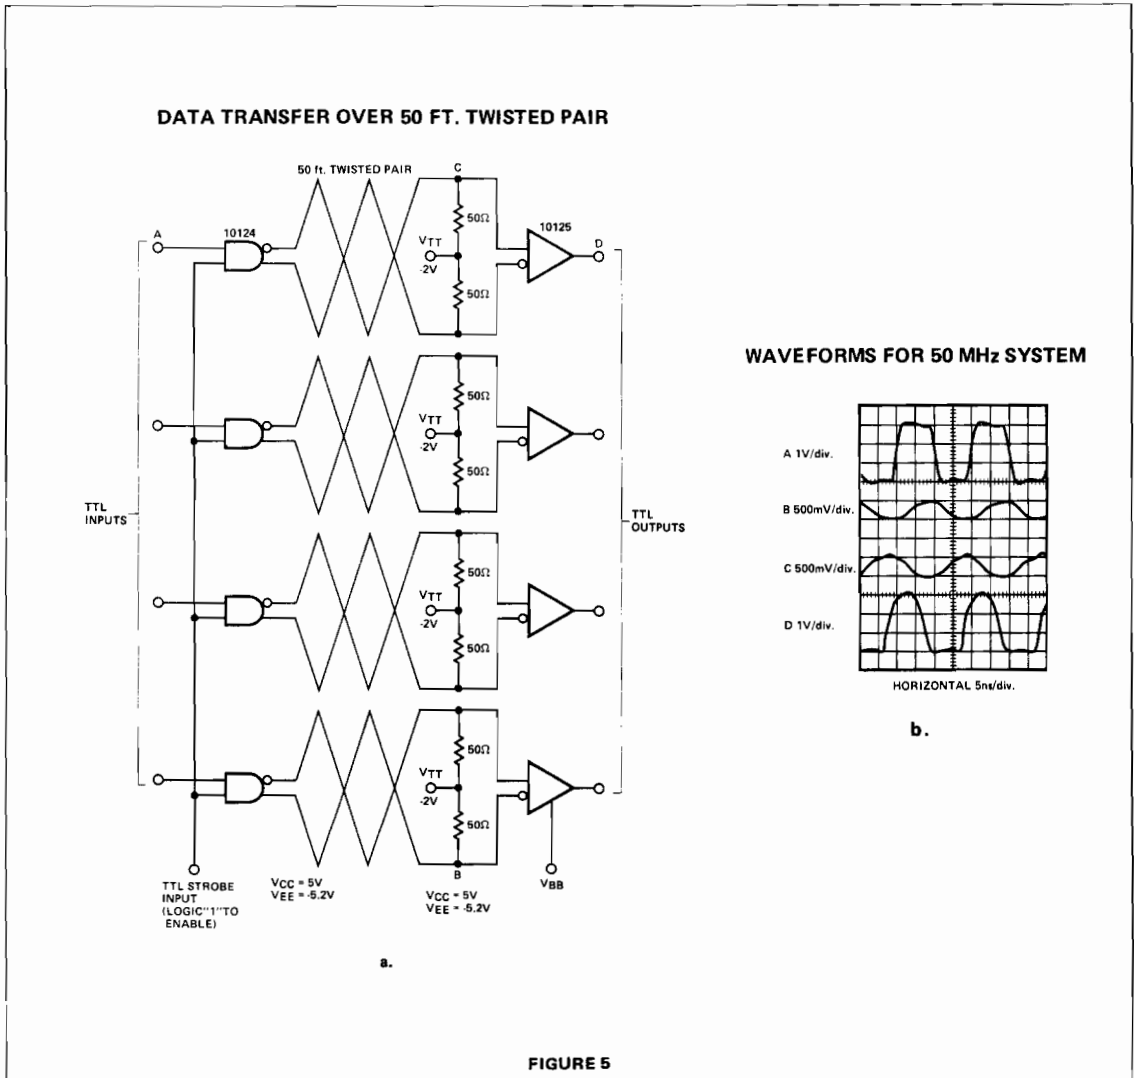 DATA TRANSFER OVER 50 FT. TWISTED PAIR
50 ft. TWISTED PAIR
C
A
10124
50Ω
10125
D
VTT
-2V
50Ω
50Ω
VTT
-2V
50Ω
TTL
INPUTS
TTL
OUTPUTS
50Ω
VTT
-2V
50Ω
50Ω
VTT
-2V
50Ω
B
VBB
TTL STROBE
INPUT
(LOGIC"1"TO
ENABLE)
VCC = 5V
VEE = -5.2V
VCC = 5V
VEE = -5.2V
a.
WAVEFORMS FOR 50 MHz SYSTEM
A 1V/div.
B 500mV/div.
C 500mV/div.
D 1V/div.
HORIZONTAL 5ns/div.
b.
FIGURE 5